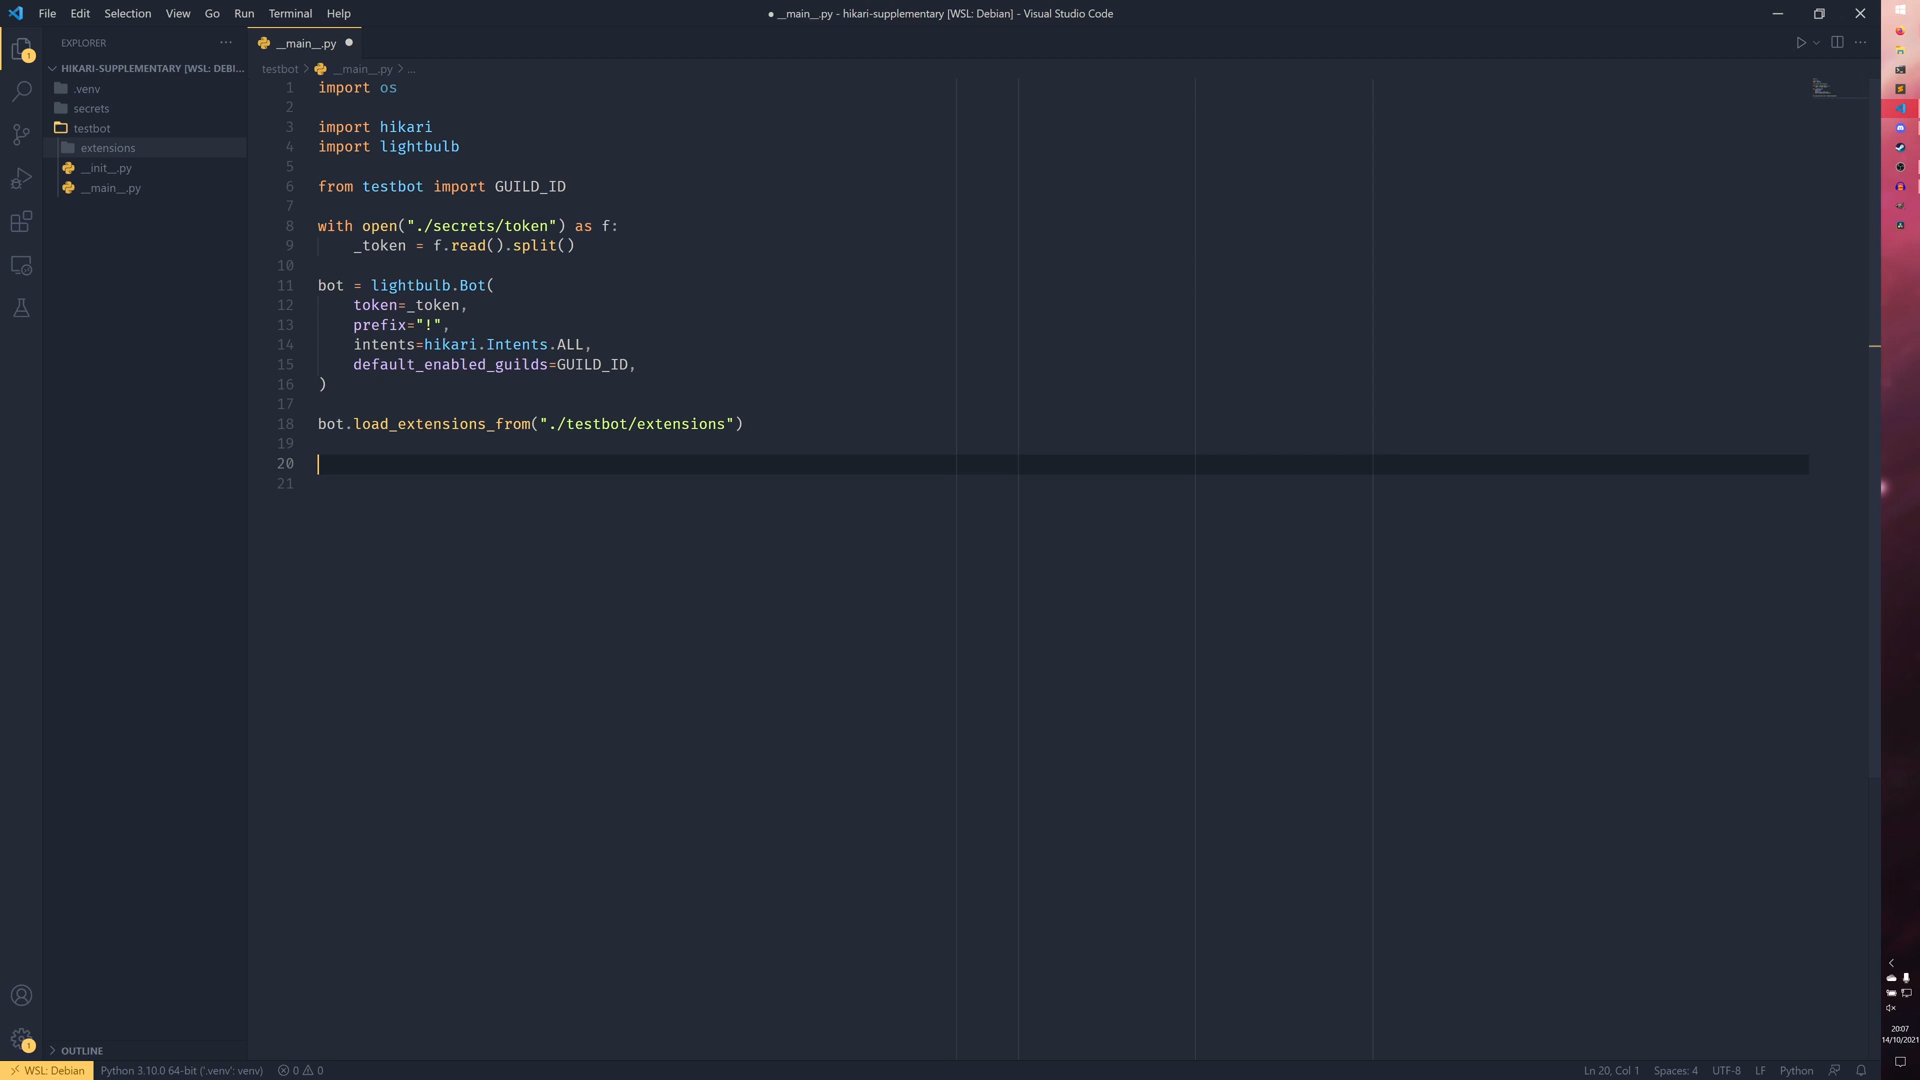 File Edit Selection View Go Run Terminal Help
● __main__.py - hikari-supplementary [WSL: Debian] - Visual Studio Code
EXPLORER
HIKARI-SUPPLEMENTARY [WSL: DEBI...
.venv
secrets
testbot
extensions
__init__.py
__main__.py
OUTLINE
__main__.py
testbot > __main__.py > ...
1 import os
2
3 import hikari
4 import lightbulb
5
6 from testbot import GUILD_ID
7
8 with open("./secrets/token") as f:
9 _token = f.read().split()
10
11 bot = lightbulb.Bot(
12 token=_token,
13 prefix="!",
14 intents=hikari.Intents.ALL,
15 default_enabled_guilds=GUILD_ID,
16 )
17
18 bot.load_extensions_from("./testbot/extensions")
19
20
21
1
1
WSL: Debian Python 3.10.0 64-bit ('.venv': venv) 0 0
Ln 20, Col 1 Spaces: 4 UTF-8 LF Python
20:07
14/10/2021